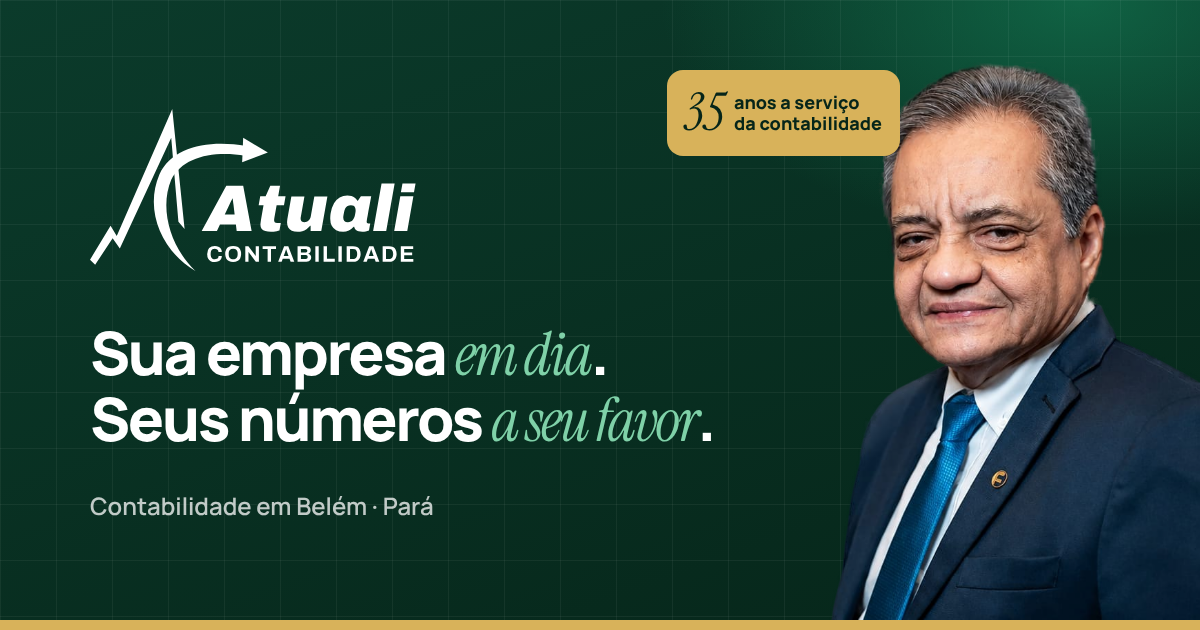 35 anos a serviço
da contabilidade
Atuali
CONTABILIDADE
Sua empresa em dia.
Seus números a seu favor.
Contabilidade em Belém · Pará